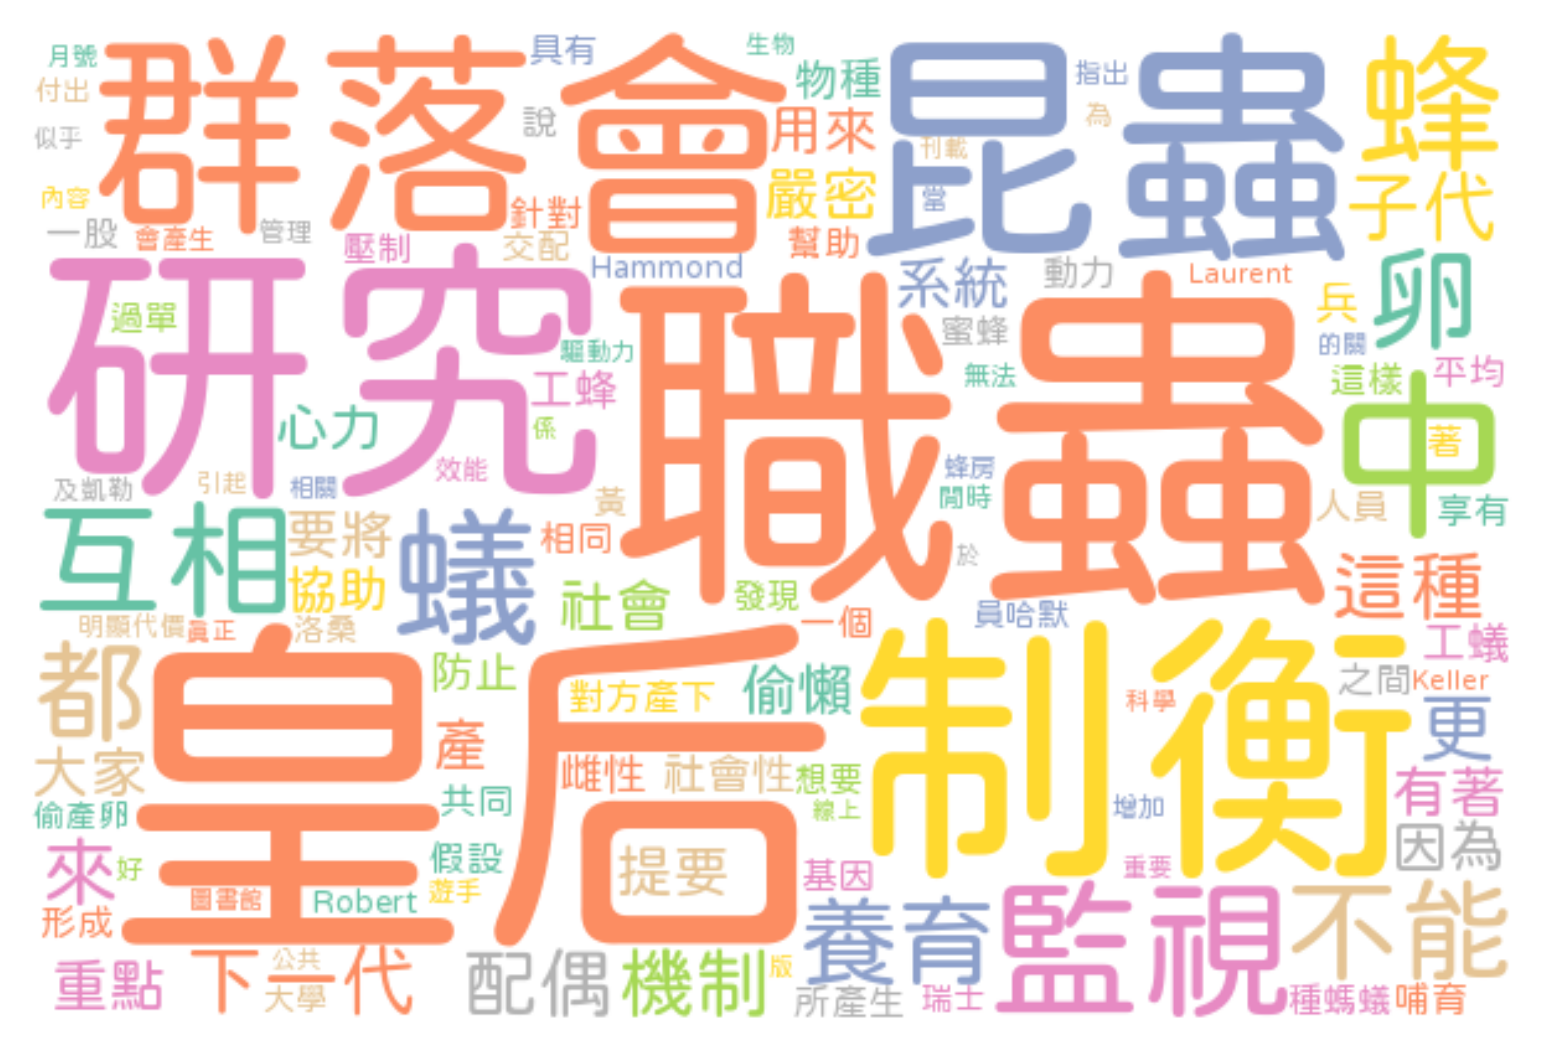 月號
付出
似乎
內容
一股
會產生
管理
群落會
具有
說
生物
物種
用來
嚴密
針對
交配
壓制
幫助
昆蟲
刊載
當
指出
為
蜂
子代
Hammond
系統
動力
蜜蜂
Laurent
兵
卵
的關
研究
過單
驅動力
工蜂
心力
係
效能
職蟲
無法
這樣
平均
中
著
及凱勒
引起
相關
黃
蜂房
閒時
人員
享有
互相
要將
協助
蟻
相同
社會
發現
一個
於
員哈默
這種
明顯代價
真正
洛桑
都
大家
皇后
防止
產
對方產下
偷懶
制衡
科學
之間
工蟻
Keller
更
雌性
社會性
想要
線上
增加
有著
因為
偷產卵
共同
來
好
假設
遊手
提要
基因
重要
形成
圖書館
Robert
養育
監視
不能
重點
下一代
公共
大學
配偶
機制
版
所產生
瑞士
種螞蟻
哺育